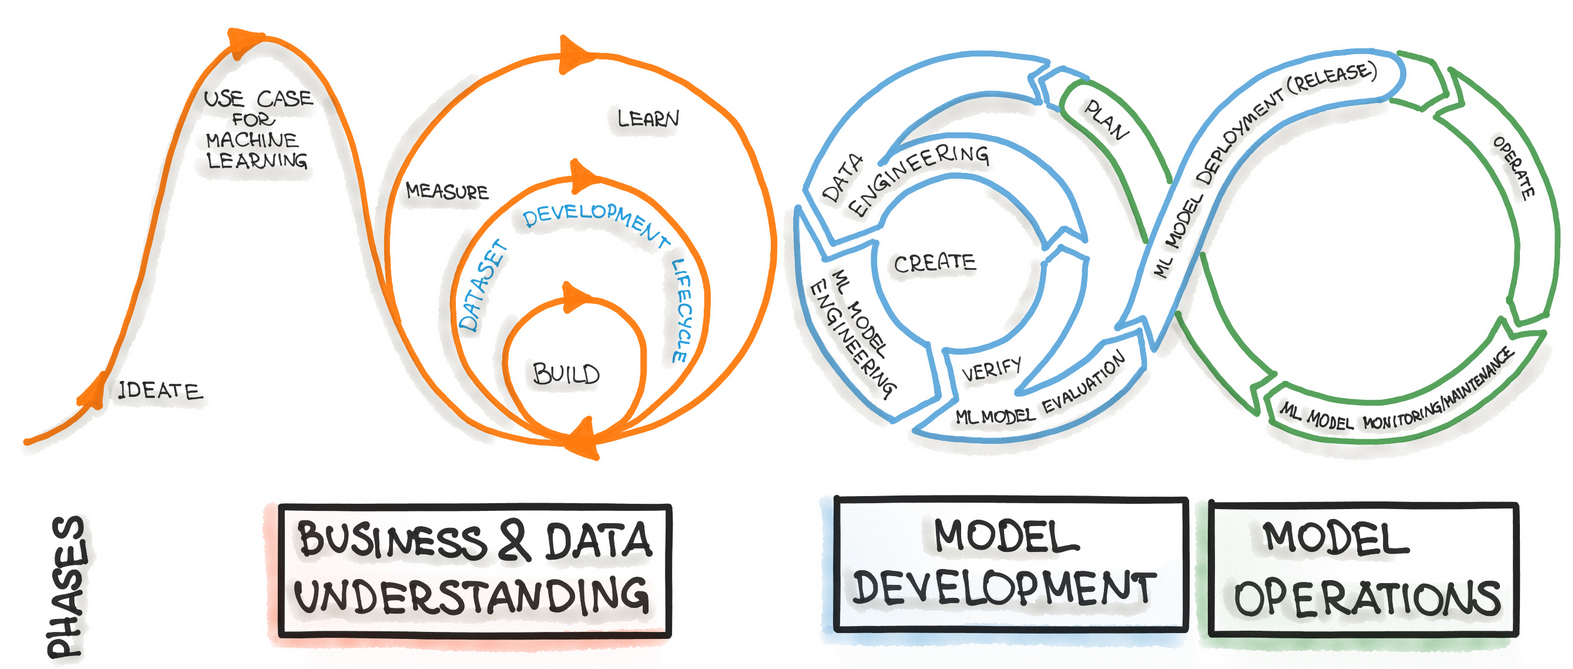 USE CASE
FOR
MACHINE
LEARNING
IDEATE
MEASURE
LEARN
DATASET DEVELOPMENT LIFECYCLE
BUILD
DATA
ENGINEERING
PLAN
CREATE
ML MODEL
ENGINEERING
VERIFY
ML MODEL EVALUATION
ML MODEL DEPLOYMENT (RELEASE)
OPERATE
ML MODEL MONITORING/MAINTENANCE
PHASES
BUSINESS & DATA
UNDERSTANDING
MODEL
DEVELOPMENT
MODEL
OPERATIONS